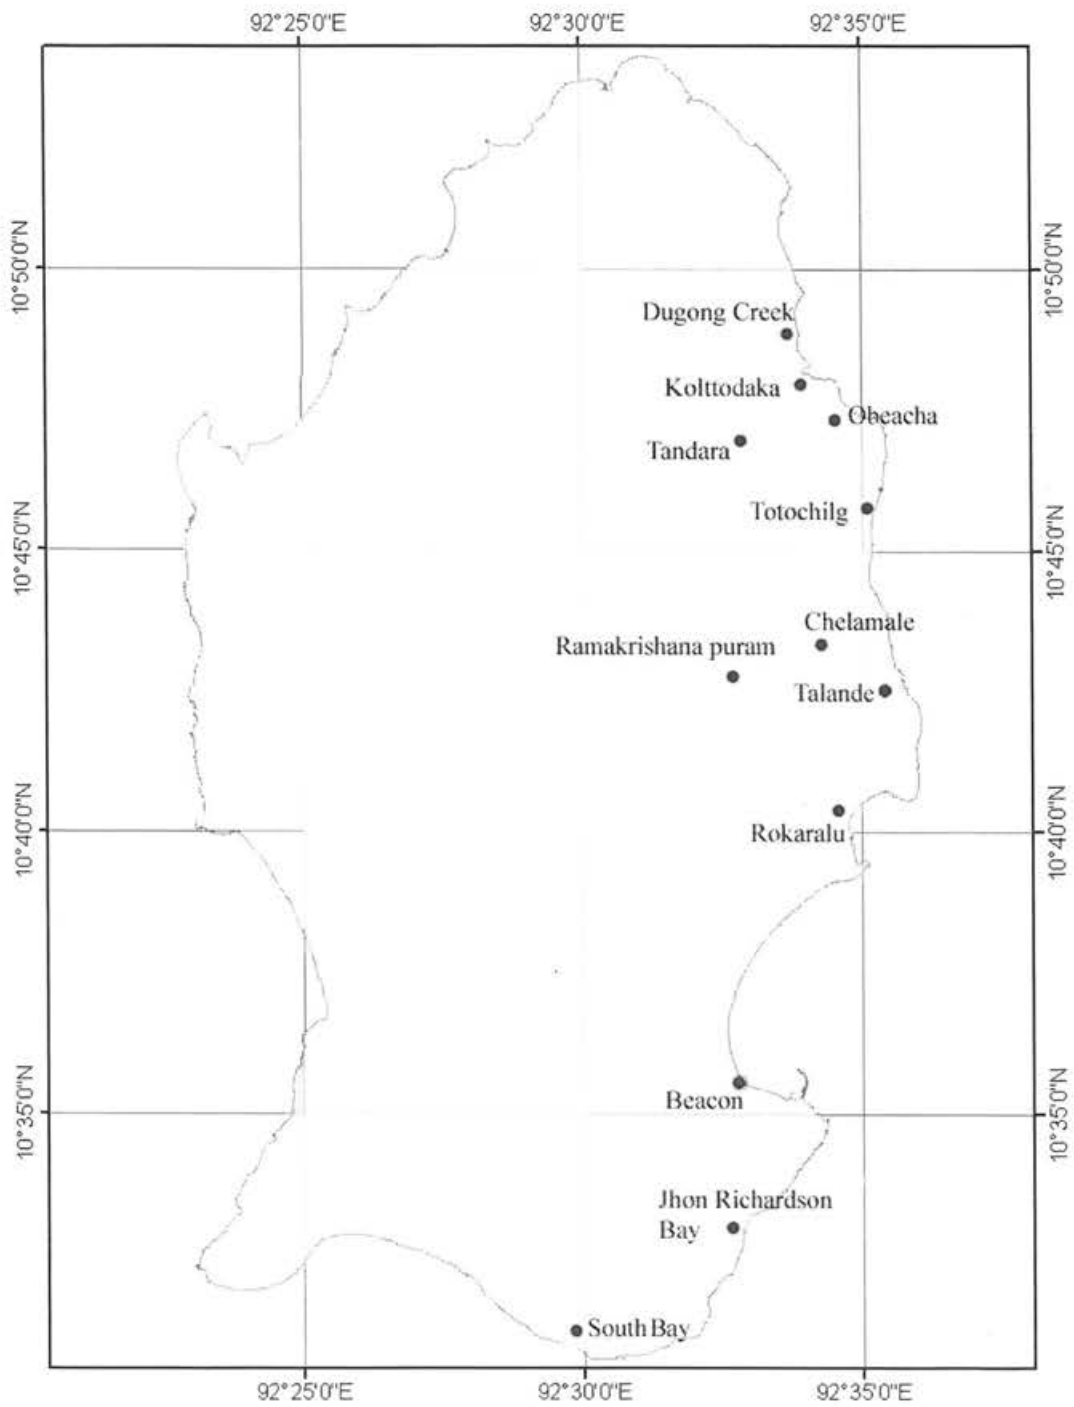 92°25'0"E 92°30'0"E 92°35'0"E
10°50'0"N 10°50'0"N
Dugong Creek
Kolttodaka
Obeacha
Tandara
Totochilg
10°45'0"N 10°45'0"N
Chelamale
Ramakrishana puram
Talande
10°40'0"N 10°40'0"N
Rokaralu
10°35'0"N 10°35'0"N
Beacon
Jhon Richardson
Bay
South Bay
92°25'0"E 92°30'0"E 92°35'0"E